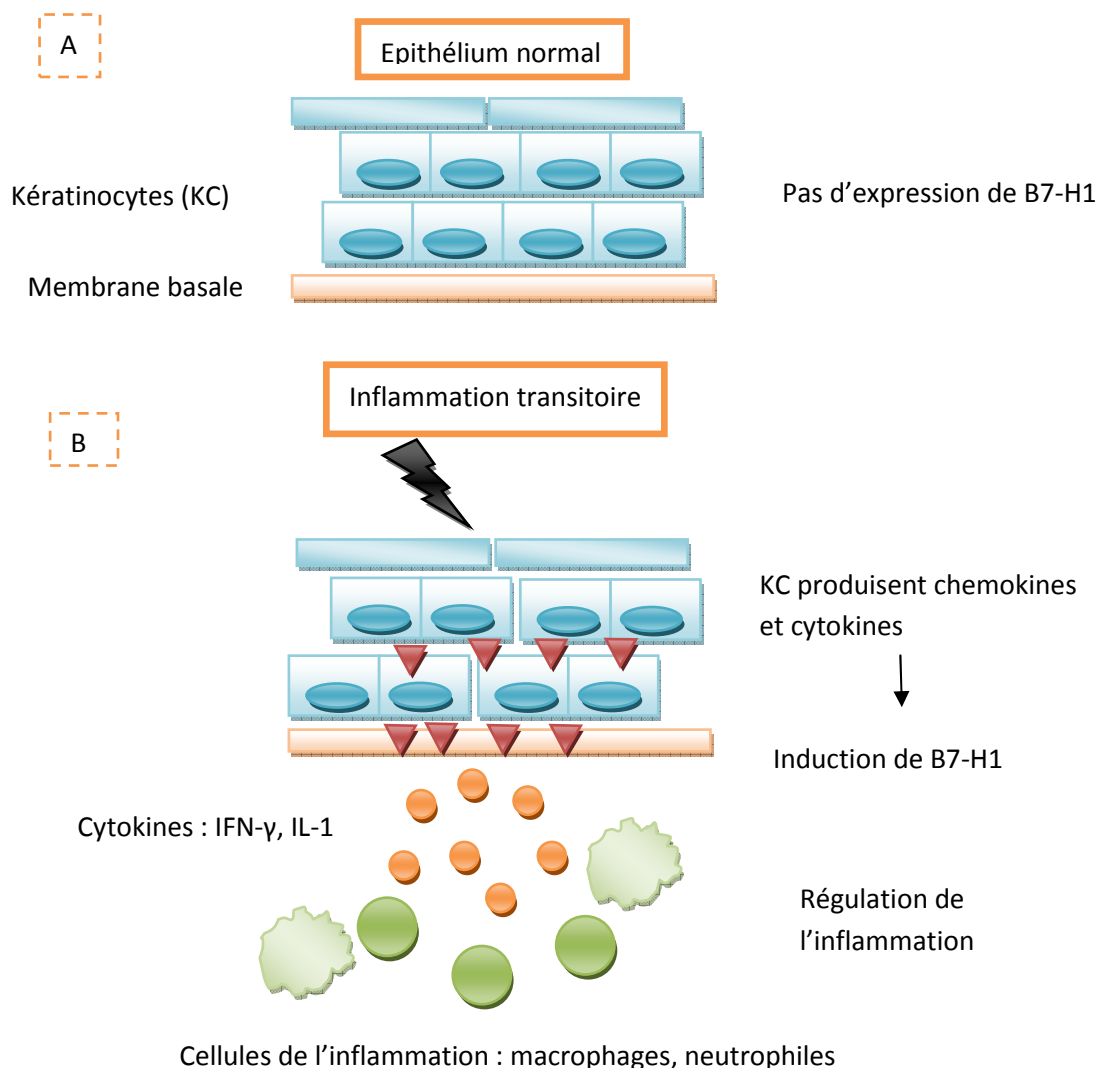 A
Epithélium normal
Kératinocytes (KC)
Pas d’expression de B7-H1
Membrane basale
Inflammation transitoire
B
KC produisent chemokines
et cytokines
Induction de B7-H1
Cytokines : IFN-γ, IL-1
Régulation de
l’inflammation
Cellules de l’inflammation : macrophages, neutrophiles